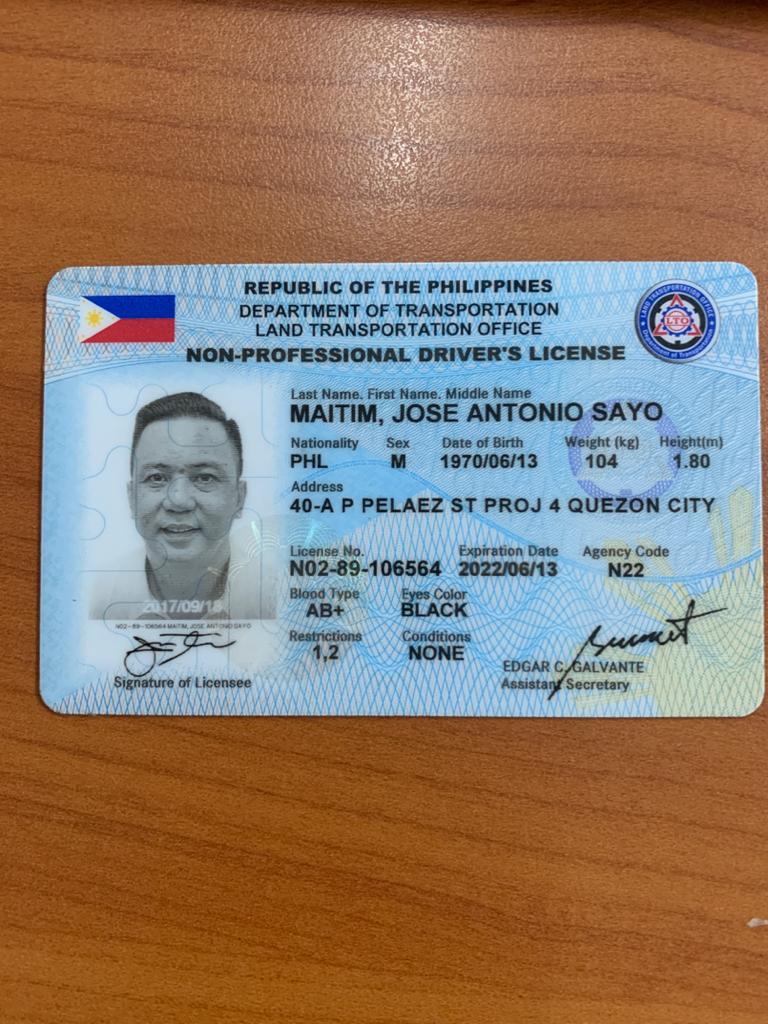 REPUBLIC OF THE PHILIPPINES
DEPARTMENT OF TRANSPORTATION
LAND TRANSPORTATION OFFICE
NON-PROFESSIONAL DRIVER'S LICENSE
LAND TRANSPORTATION OFFICE
LTO
Department of Transportation
Last Name. First Name. Middle Name
MAITIM, JOSE ANTONIO SAYO
Nationality Sex Date of Birth Weight (kg) Height(m)
PHL M 1970/06/13 104 1.80
Address
40-A P PELAEZ ST PROJ 4 QUEZON CITY
License No. Expiration Date Agency Code
N02-89-106564 2022/06/13 N22
Blood Type Eyes Color
AB+ BLACK
Restrictions Conditions
1,2 NONE
2017/09/18
N02-89-106564 MAITIM, JOSE ANTONIO SAYO
Signature of Licensee
EDGAR C. GALVANTE
Assistant Secretary